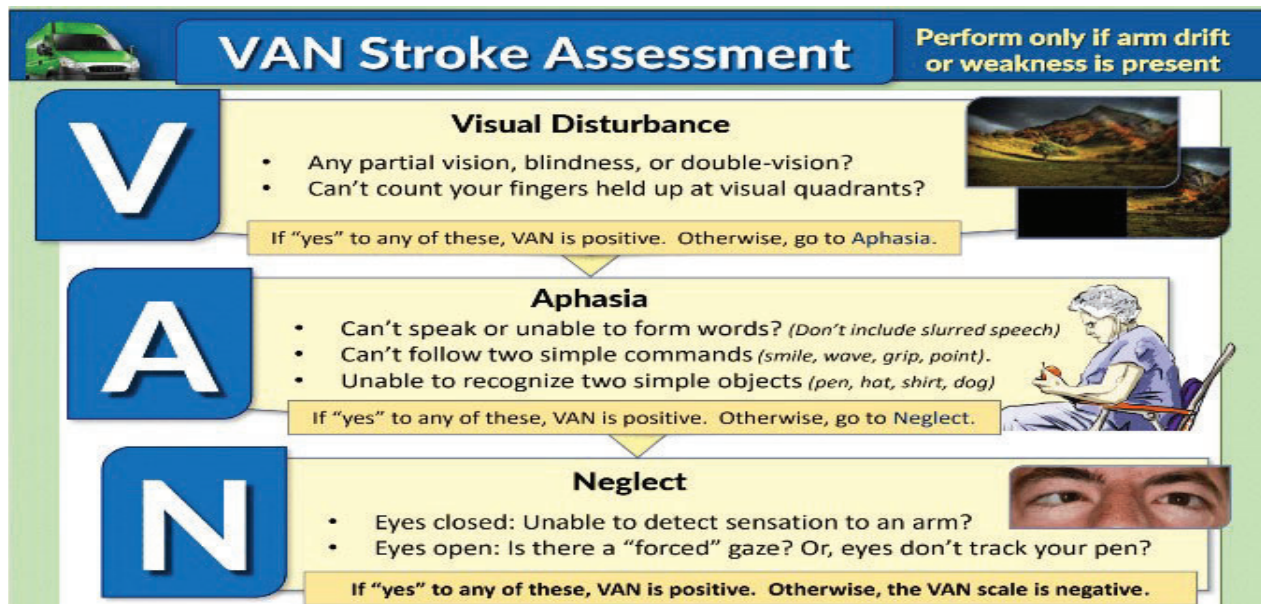 VAN Stroke Assessment
Perform only if arm drift
or weakness is present
V
Visual Disturbance
• Any partial vision, blindness, or double-vision?
• Can't count your fingers held up at visual quadrants?
If “yes” to any of these, VAN is positive. Otherwise, go to Aphasia.
A
Aphasia
• Can't speak or unable to form words? (Don't include slurred speech)
• Can't follow two simple commands (smile, wave, grip, point).
• Unable to recognize two simple objects (pen, hat, shirt, dog)
If “yes” to any of these, VAN is positive. Otherwise, go to Neglect.
N
Neglect
• Eyes closed: Unable to detect sensation to an arm?
• Eyes open: Is there a “forced” gaze? Or, eyes don't track your pen?
If “yes” to any of these, VAN is positive. Otherwise, the VAN scale is negative.